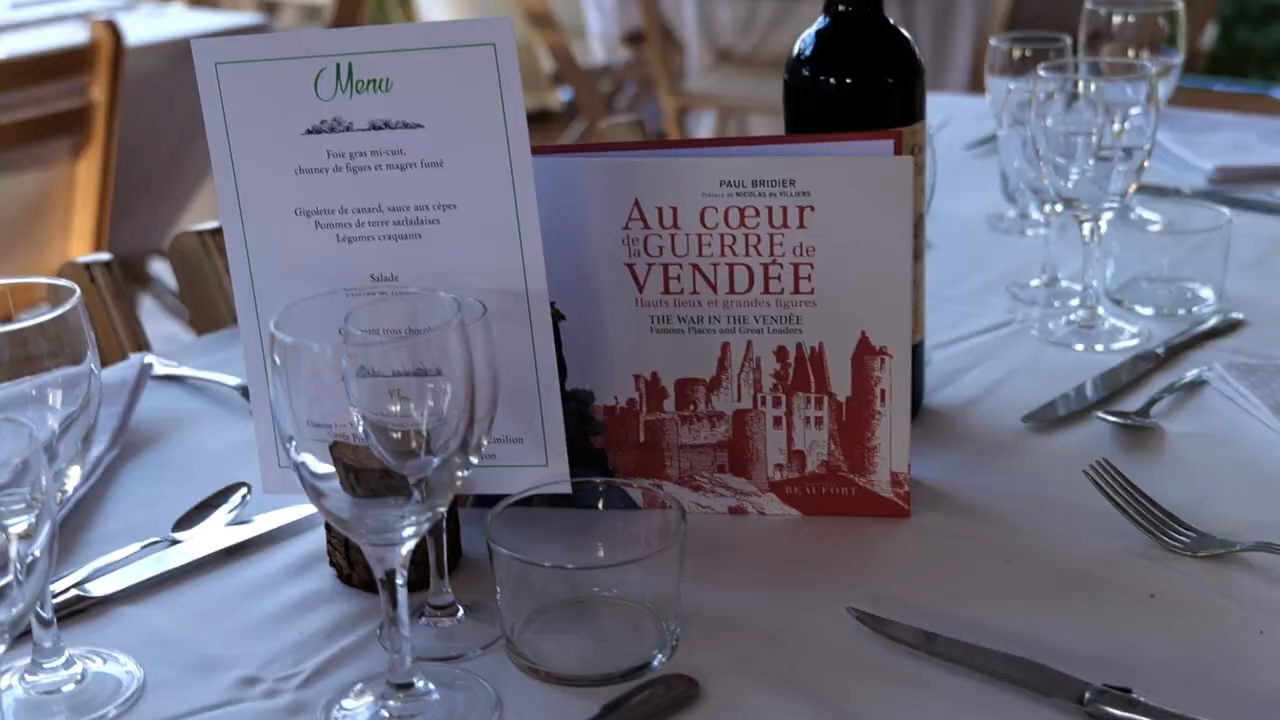 Menu
Foie gras mi-cuit,
chutney de figues et magret fumé
Gigolette de canard, sauce aux cèpes
Pommes de terre sarladaises
Légumes craquants
Salade
trois
PAUL BRIDIER
Préface de NICOLAS de VILLIERS
Au cœur
de la GUERRE de
VENDÉE
Hauts lieux et grandes figures
THE WAR IN THE VENDÉE
Famous Places and Great Leaders
BEAUFORT